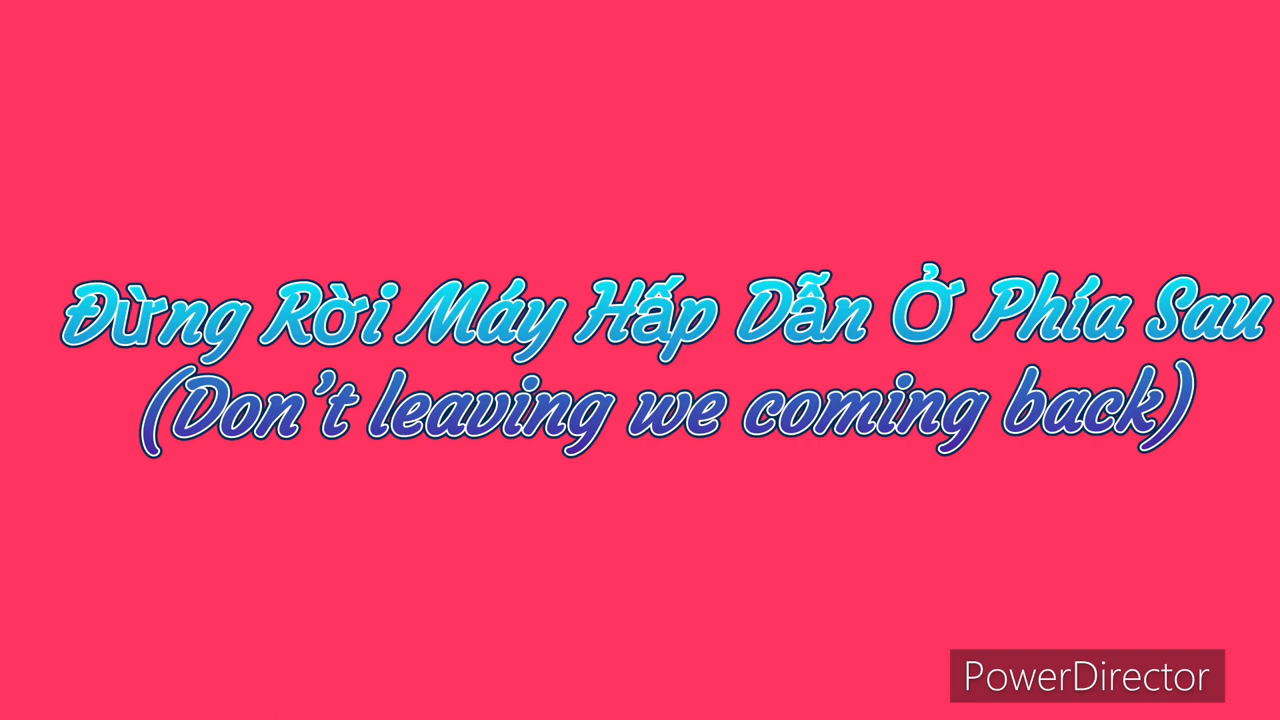 Đừng Rời Máy Hấp Dẫn Ở Phía Sau
(Don't leaving we coming back)
PowerDirector